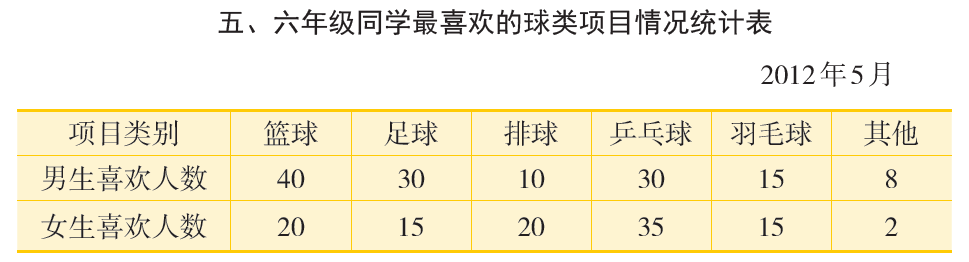 五、六年级同学最喜欢的球类项目情况统计表
2012年5月
项目类别 篮球 足球 排球 乒乓球 羽毛球 其他
男生喜欢人数 40 30 10 30 15 8
女生喜欢人数 20 15 20 35 15 2